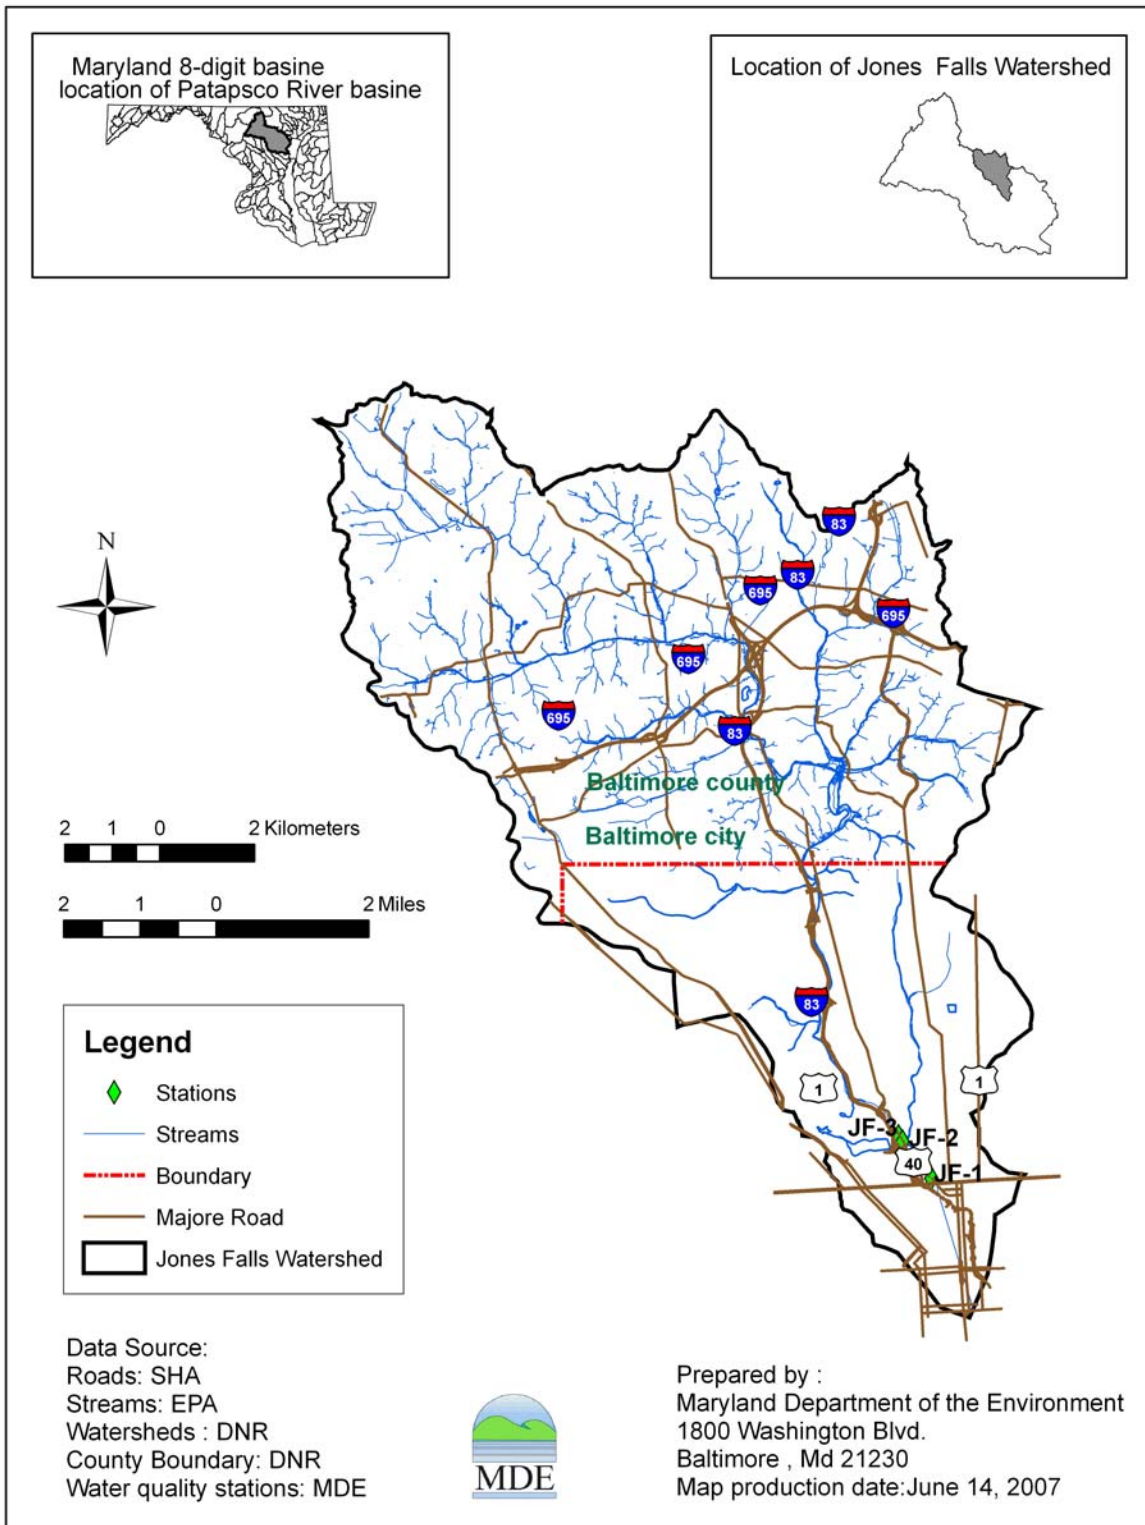 Maryland 8-digit basine
location of Patapsco River basine
Location of Jones Falls Watershed
N
83
83
695
695
695
695
83
Baltimore county
Baltimore city
2 1 0 2 Kilometers
2 1 0 2 Miles
83
1
1
JF-3
JF-2
40
JF-1
Legend
Stations
Streams
Boundary
Majore Road
Jones Falls Watershed
Data Source:
Roads: SHA
Streams: EPA
Watersheds : DNR
County Boundary: DNR
Water quality stations: MDE
MDE
Prepared by :
Maryland Department of the Environment
1800 Washington Blvd.
Baltimore , Md 21230
Map production date:June 14, 2007